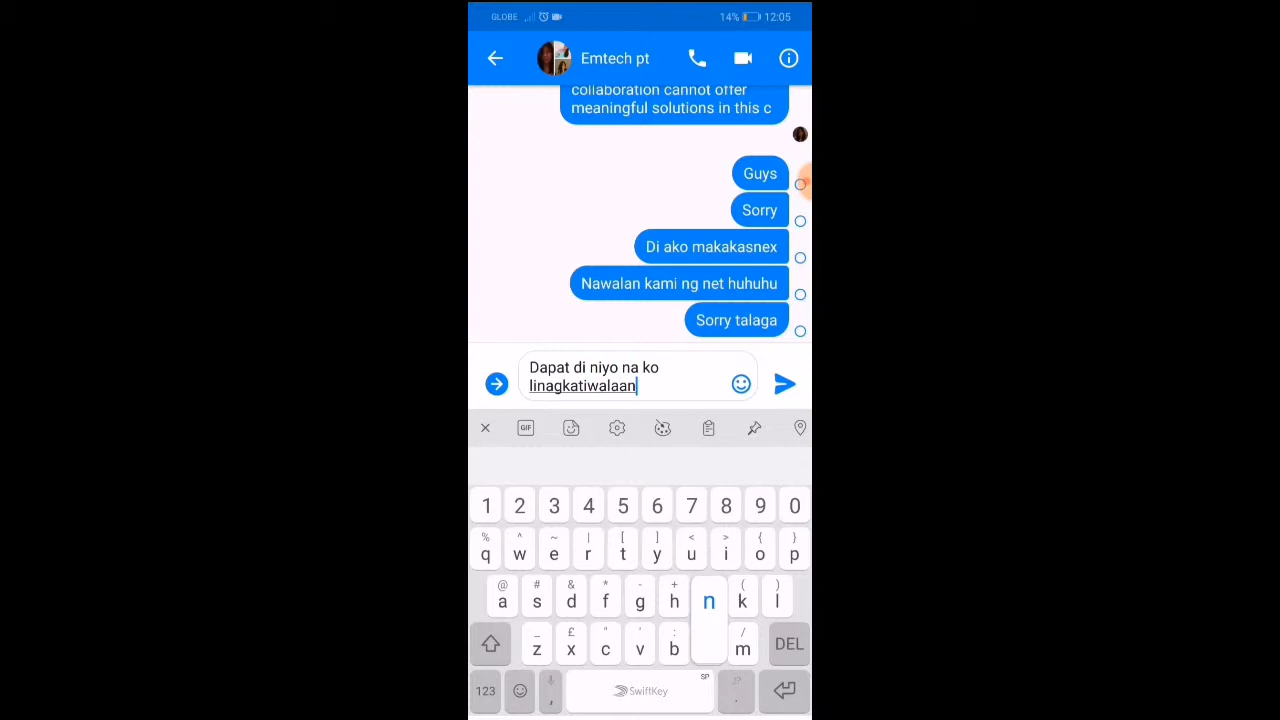 GLOBE 14% 12:05
Emtech pt
collaboration cannot offer
meaningful solutions in this c
Guys
Sorry
Di ako makakasnex
Nawalan kami ng net huhuhu
Sorry talaga
Dapat di niyo na ko
linagkatiwalaan
GIF
1 2 3 4 5 6 7 8 9 0
% ^ ~ | [ ] < > { }
q w e r t y u i o p
@ # & * - + ( )
a s d f g h n k l
_ £ " ' : /
z x c v b m DEL
123 , SwiftKey SP !? .